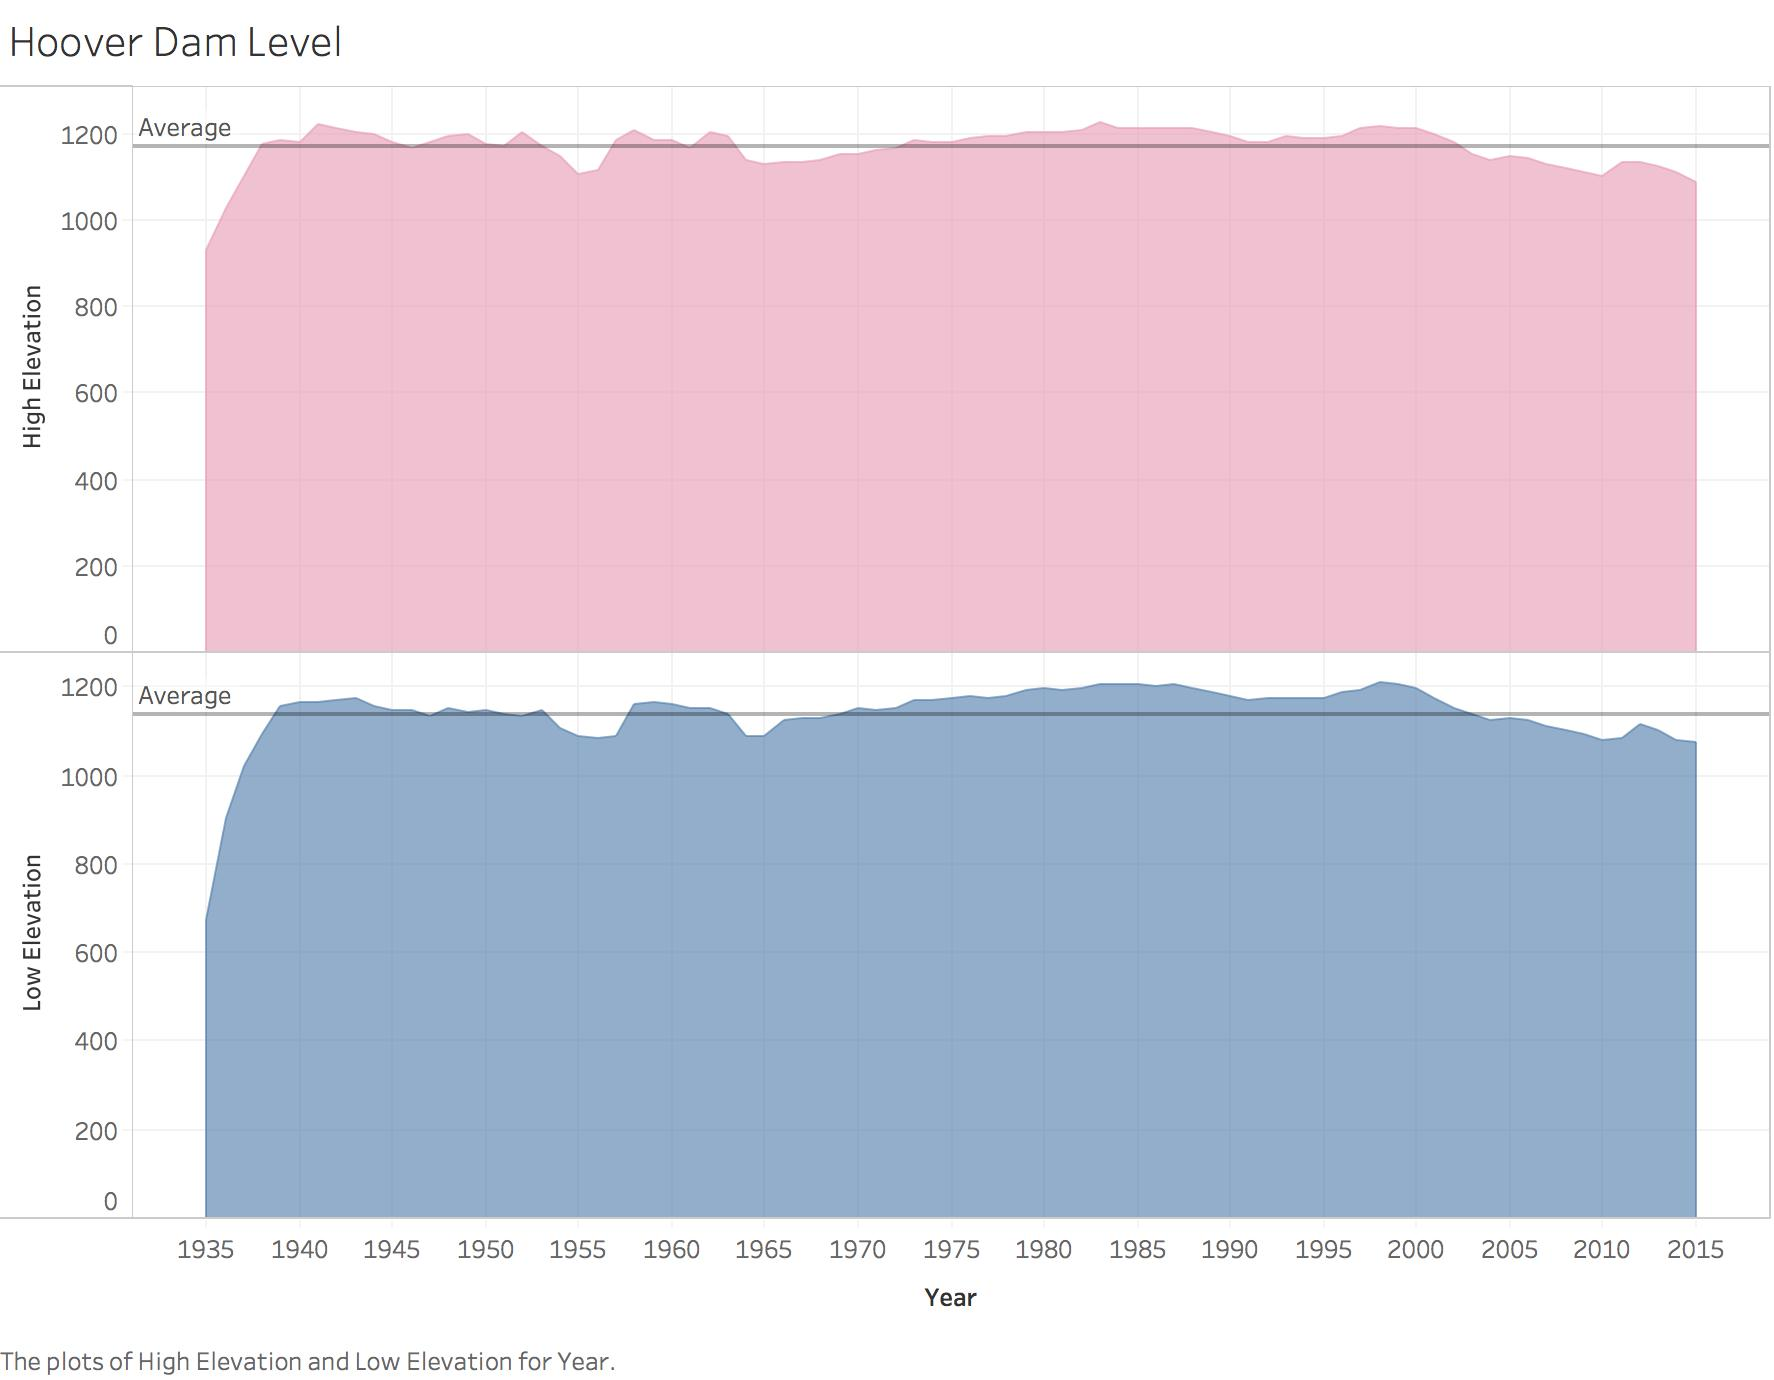 Hoover Dam Level
High Elevation
1200
1000
800
600
400
200
0
Average
Low Elevation
1200
1000
800
600
400
200
0
Average
1935 1940 1945 1950 1955 1960 1965 1970 1975 1980 1985 1990 1995 2000 2005 2010 2015
Year
The plots of High Elevation and Low Elevation for Year.